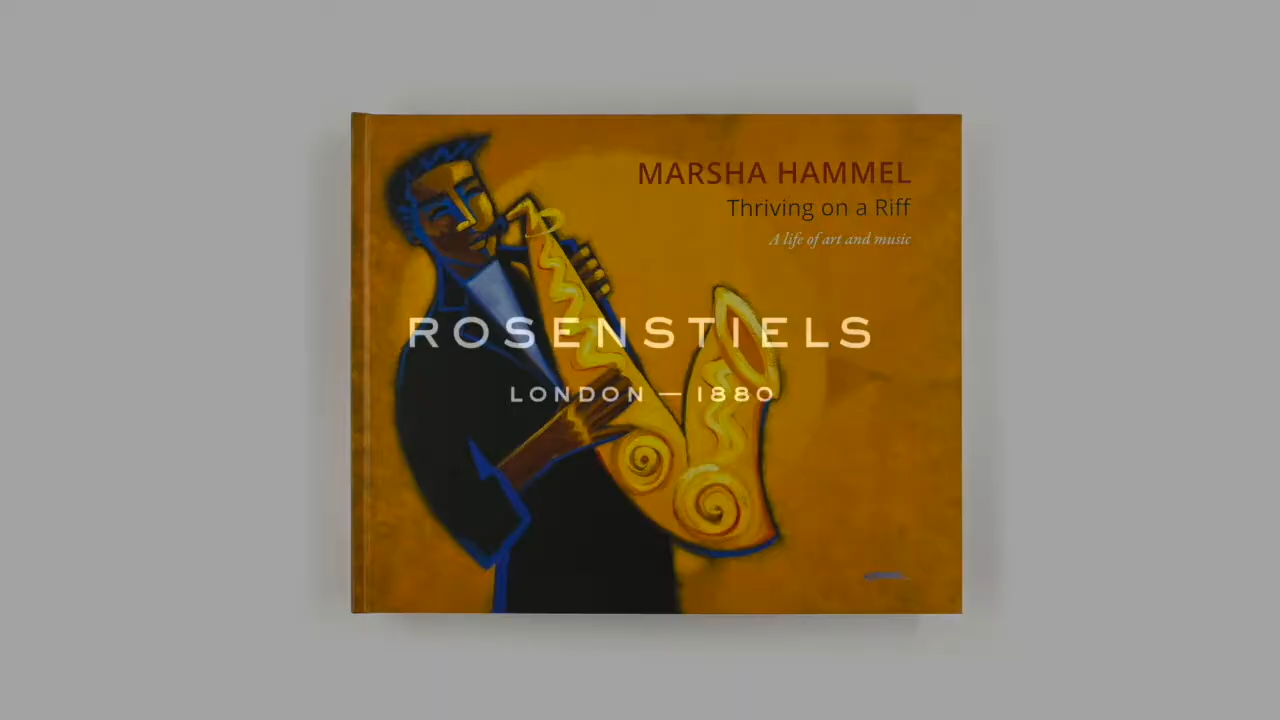 MARSHA HAMMEL
Thriving on a Riff
A life of art and music
ROSENSTIELS
LONDON — 1880